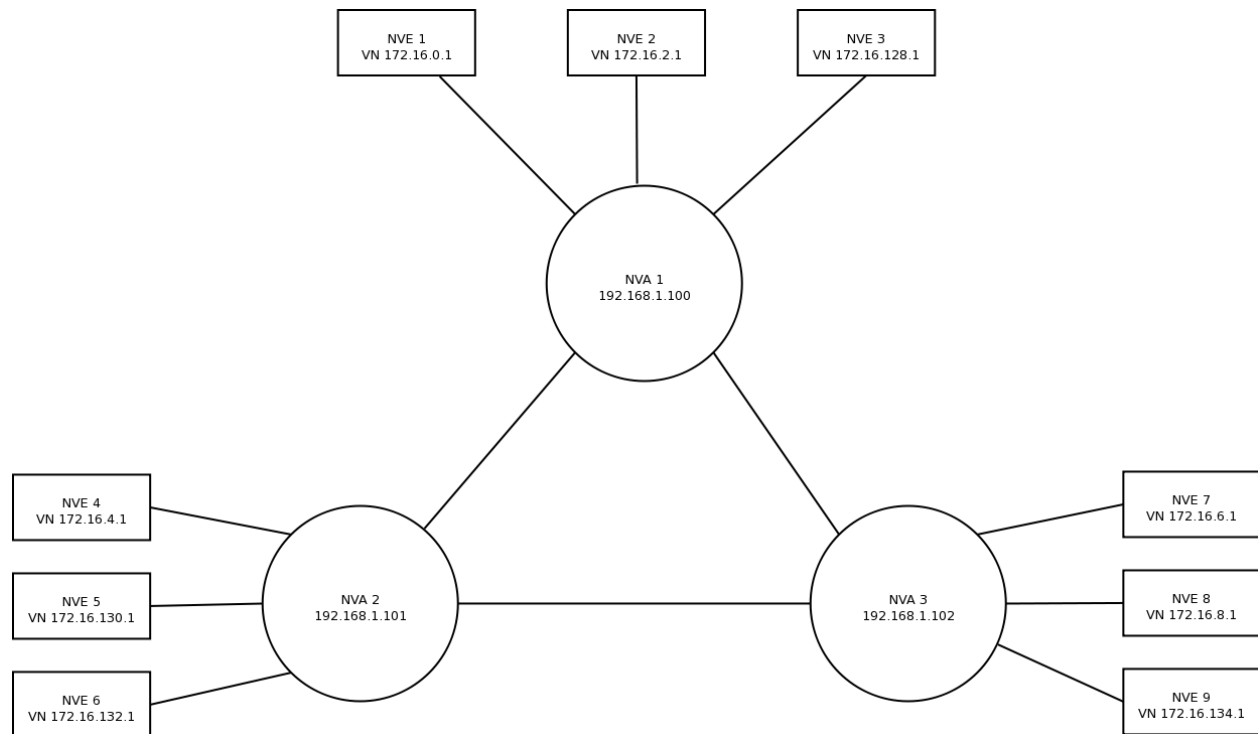 NVE 1
VN 172.16.0.1
NVE 2
VN 172.16.2.1
NVE 3
VN 172.16.128.1
NVA 1
192.168.1.100
NVE 4
VN 172.16.4.1
NVE 5
VN 172.16.130.1
NVE 6
VN 172.16.132.1
NVA 2
192.168.1.101
NVA 3
192.168.1.102
NVE 7
VN 172.16.6.1
NVE 8
VN 172.16.8.1
NVE 9
VN 172.16.134.1